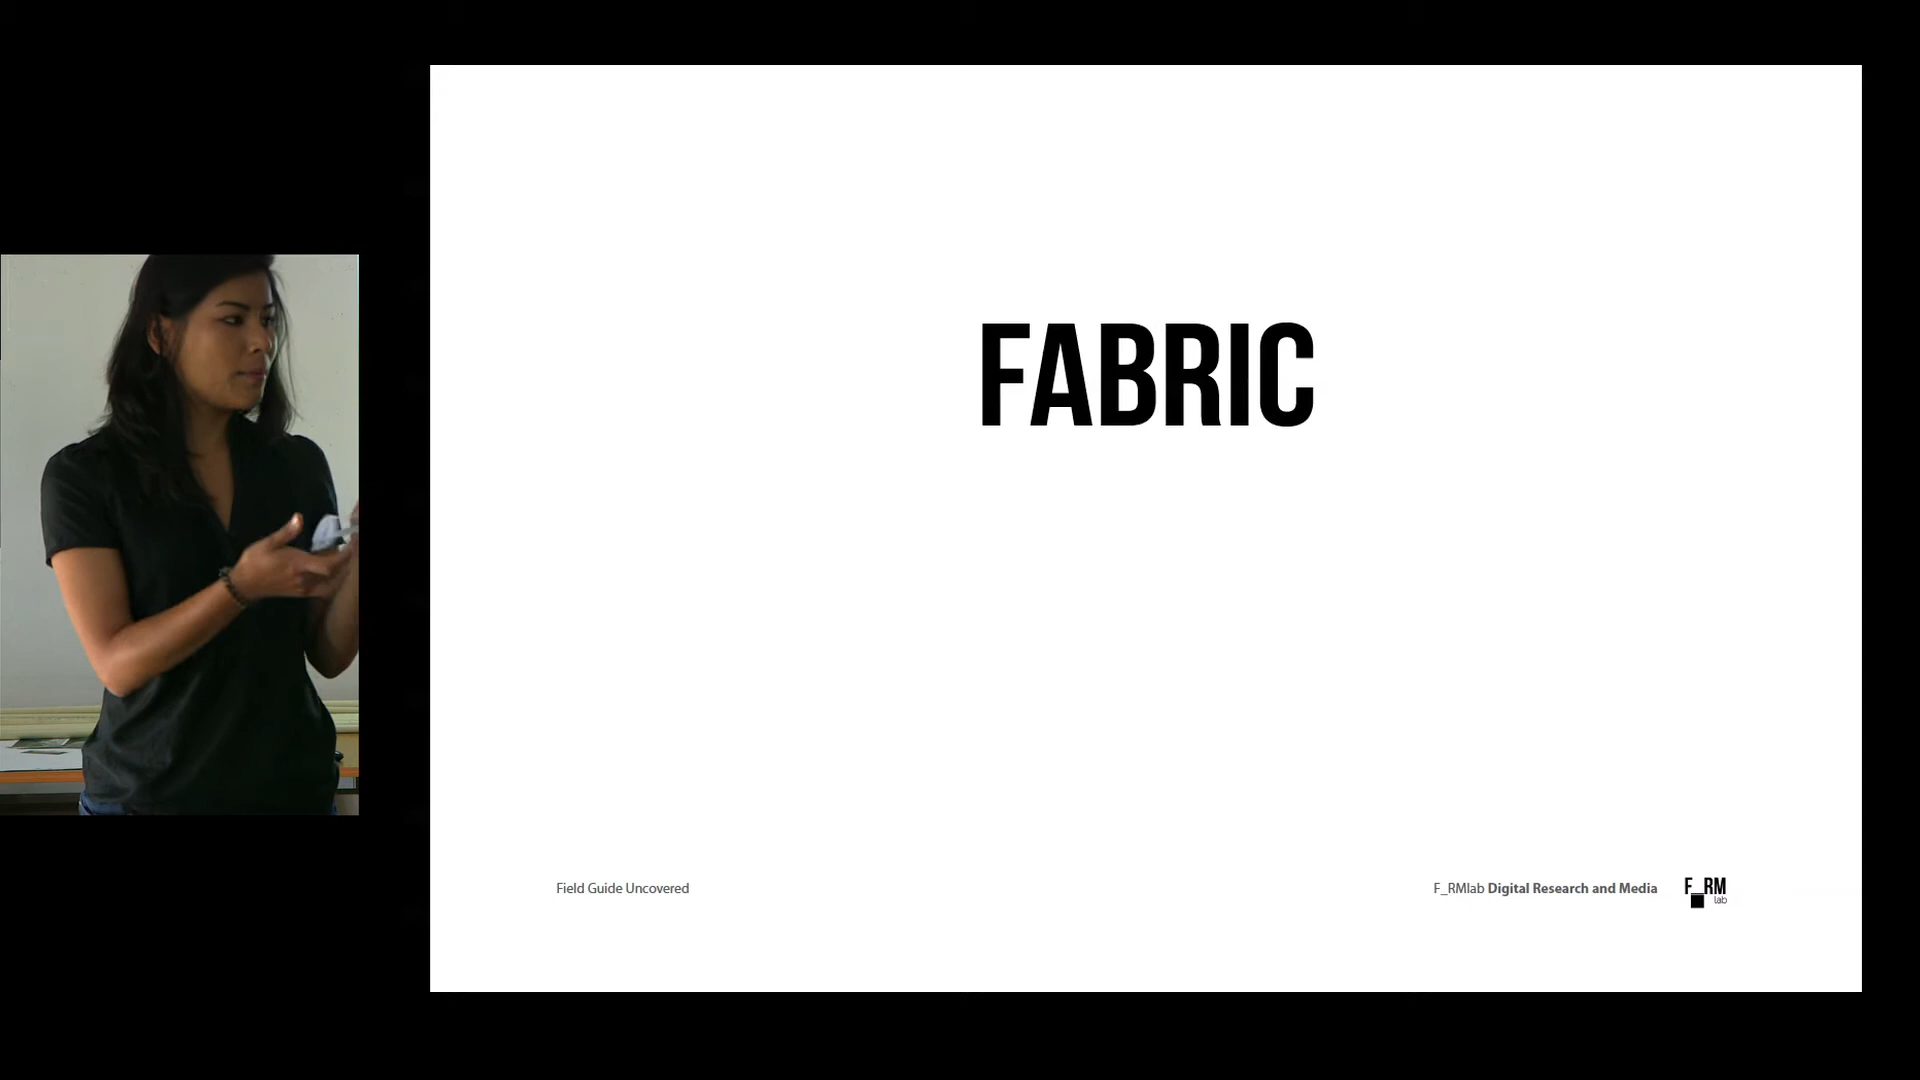 FABRIC
Field Guide Uncovered
F_RMlab Digital Research and Media
F_RM
lab